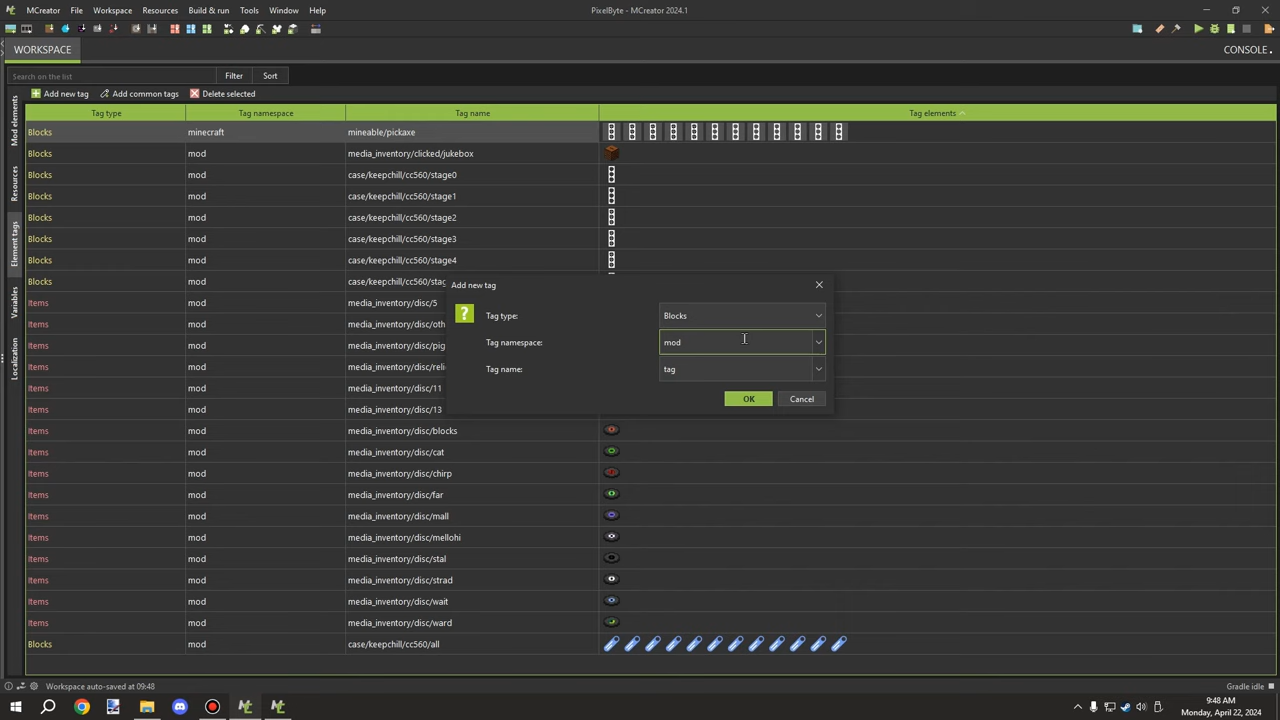 MCreator File Workspace Resources Build & run Tools Window Help PixelByte - MCreator 2024.1
WORKSPACE CONSOLE
Search on the list Filter Sort
Add new tag Add common tags Delete selected
Tag type Tag namespace Tag name Tag elements
Blocks minecraft mineable/pickaxe
Blocks mod media_inventory/clicked/jukebox
Blocks mod case/keepchill/cc560/stage0
Blocks mod case/keepchill/cc560/stage1
Blocks mod case/keepchill/cc560/stage2
Blocks mod case/keepchill/cc560/stage3
Blocks mod case/keepchill/cc560/stage4
Blocks mod case/keepchill/cc560/stag
Items mod media_inventory/disc/5
Items mod media_inventory/disc/oth
Items mod media_inventory/disc/pig
Items mod media_inventory/disc/reli
Items mod media_inventory/disc/11
Items mod media_inventory/disc/13
Items mod media_inventory/disc/blocks
Items mod media_inventory/disc/cat
Items mod media_inventory/disc/chirp
Items mod media_inventory/disc/far
Items mod media_inventory/disc/mall
Items mod media_inventory/disc/mellohi
Items mod media_inventory/disc/stal
Items mod media_inventory/disc/strad
Items mod media_inventory/disc/wait
Items mod media_inventory/disc/ward
Blocks mod case/keepchill/cc560/all
Mod elements
Resources
Element tags
Variables
Localization
Add new tag
?
Tag type: Blocks
Tag namespace: mod
Tag name: tag
OK Cancel
Workspace auto-saved at 09:48 Gradle idle
9:48 AM
Monday, April 22, 2024